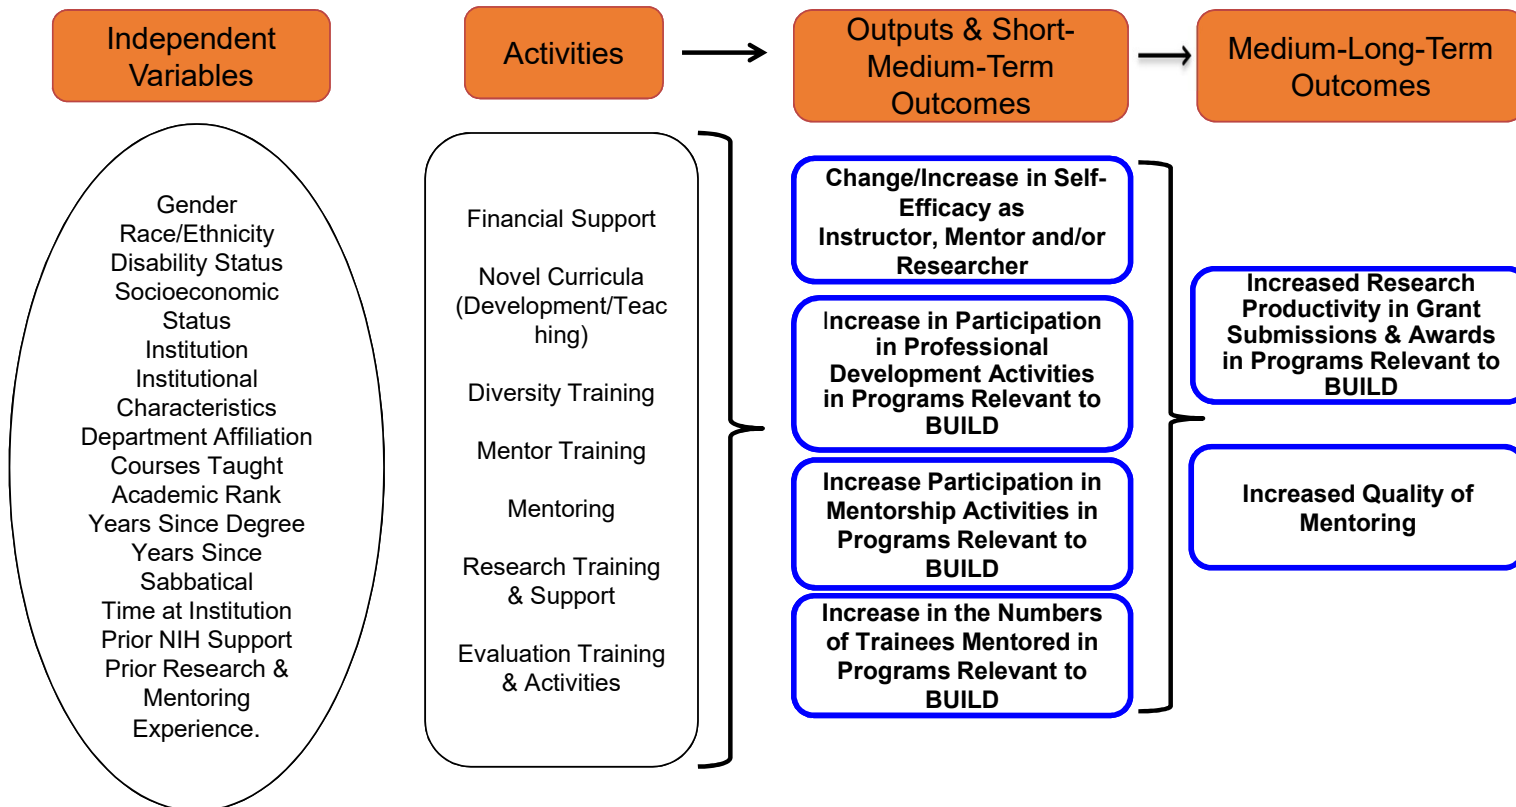 Independent
Variables
Activities
Outputs & Short-
Medium-Term
Outcomes
Medium-Long-Term
Outcomes
Gender
Race/Ethnicity
Disability Status
Socioeconomic
Status
Institution
Institutional
Characteristics
Department Affiliation
Courses Taught
Academic Rank
Years Since Degree
Years Since
Sabbatical
Time at Institution
Prior NIH Support
Prior Research &
Mentoring
Experience.
Financial Support
Novel Curricula
(Development/Teac
hing)
Diversity Training
Mentor Training
Mentoring
Research Training
& Support
Evaluation Training
& Activities
Change/Increase in Self-
Efficacy as
Instructor, Mentor and/or
Researcher
Increase in Participation
in Professional
Development Activities
in Programs Relevant to
BUILD
Increase Participation in
Mentorship Activities in
Programs Relevant to
BUILD
Increase in the Numbers
of Trainees Mentored in
Programs Relevant to
BUILD
Increased Research
Productivity in Grant
Submissions & Awards
in Programs Relevant to
BUILD
Increased Quality of
Mentoring